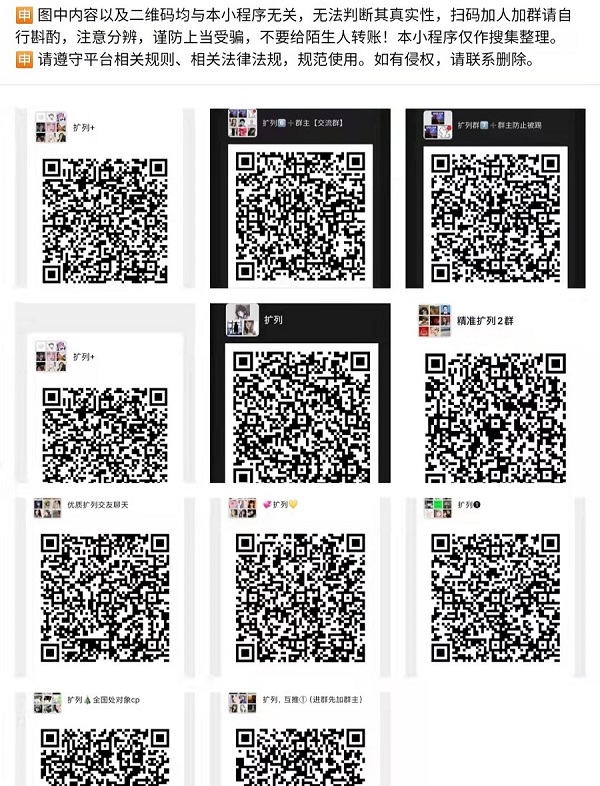 🈸 图中内容以及二维码均与本小程序无关，无法判断其真实性，扫码加人加群请自
行斟酌，注意分辨，谨防上当受骗，不要给陌生人转账！本小程序仅作搜集整理。
🈸 请遵守平台相关规则、相关法律法规，规范使用。如有侵权，请联系删除。
扩列+
扩列6️⃣＋群主【交流群】
扩列群7️⃣＋群主防止被踢
扩列+
扩列
精准扩列2群
优质扩列交友聊天
💞扩列💛
扩列❶
扩列🎄全国处对象cp
扩列，互推①（进群先加群主）